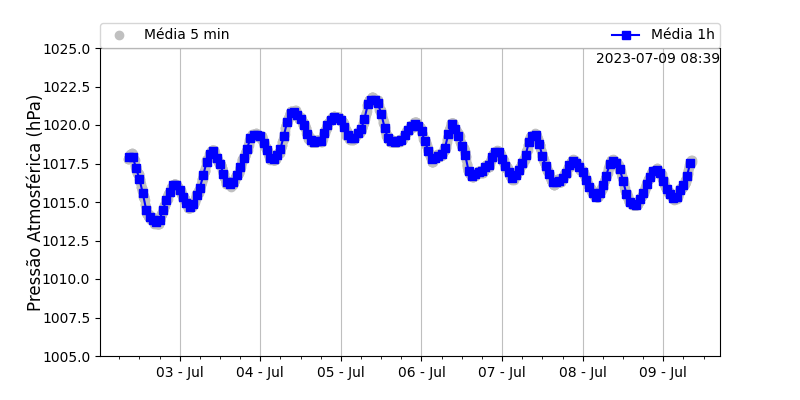 Média 5 min
Média 1h
2023-07-09 08:39
Pressão Atmosférica (hPa)
1025.0
1022.5
1020.0
1017.5
1015.0
1012.5
1010.0
1007.5
1005.0
03 - Jul
04 - Jul
05 - Jul
06 - Jul
07 - Jul
08 - Jul
09 - Jul